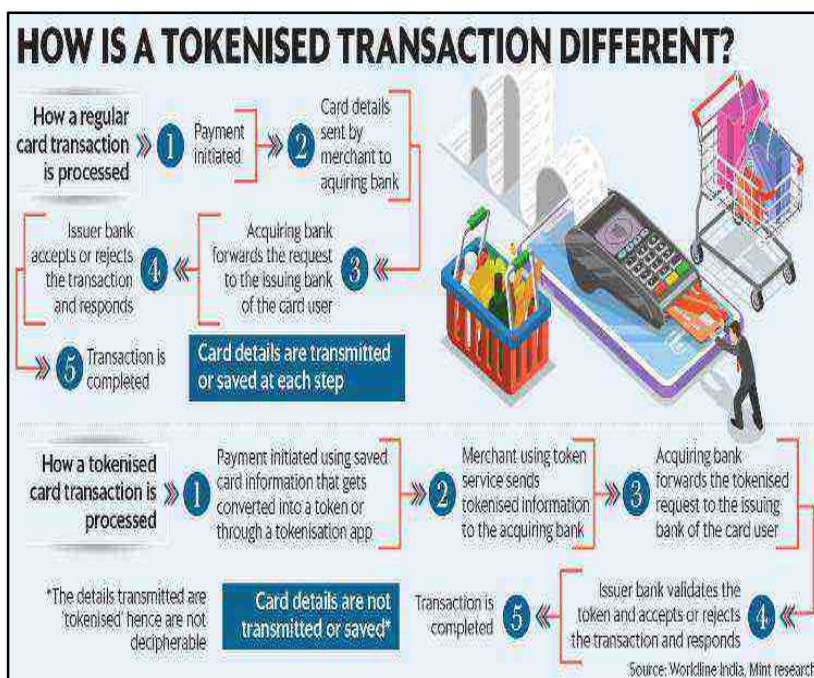 HOW IS A TOKENISED TRANSACTION DIFFERENT?
How a regular
card transaction
is processed
1
Payment
initiated
2
Card details
sent by
merchant to
aquiring bank
3
Acquiring bank
forwards the request
to the issuing bank
of the card user
4
Issuer bank
accepts or rejects
the transaction
and responds
5
Transaction is
completed
Card details are transmitted
or saved at each step
How a tokenised
card transaction is
processed
1
Payment initiated using saved
card information that gets
converted into a token or
through a tokenisation app
2
Merchant using token
service sends
tokenised information
to the acquiring bank
3
Acquiring bank
forwards the tokenised
request to the issuing
bank of the card user
4
Issuer bank validates the
token and accepts or rejects
the transaction and responds
5
Transaction is
completed
Card details are not
transmitted or saved*
*The details transmitted are
'tokenised' hence are not
decipherable
Source: Worldline India, Mint research